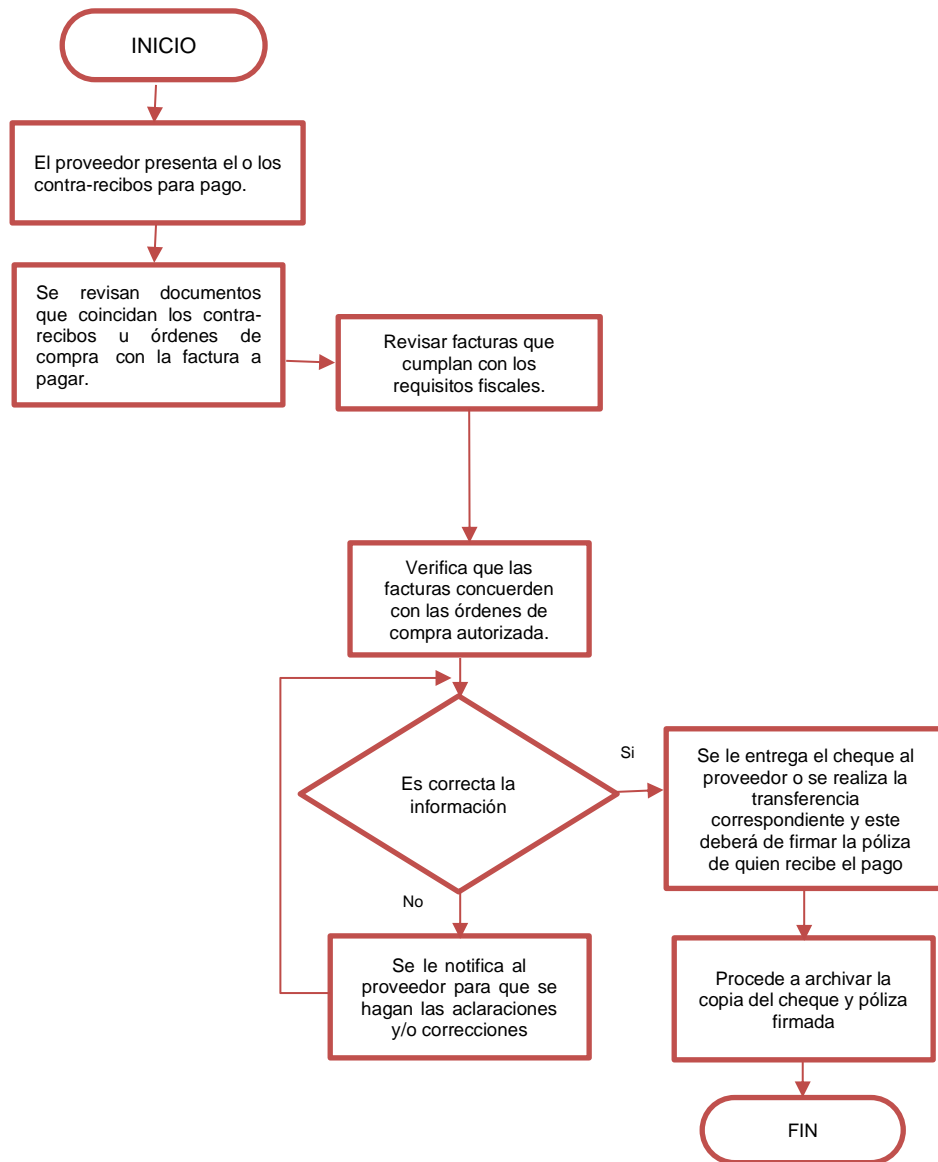 INICIO
El proveedor presenta el o los
contra-recibos para pago.
Se revisan documentos
que coincidan los contra-
recibos u órdenes de
compra con la factura a
pagar.
Revisar facturas que
cumplan con los
requisitos fiscales.
Verifica que las
facturas concuerden
con las órdenes de
compra autorizada.
Es correcta la
información
Si
Se le entrega el cheque al
proveedor o se realiza la
transferencia
correspondiente y este
deberá de firmar la póliza
de quien recibe el pago
No
Se le notifica al
proveedor para que se
hagan las aclaraciones
y/o correcciones
Procede a archivar la
copia del cheque y póliza
firmada
FIN